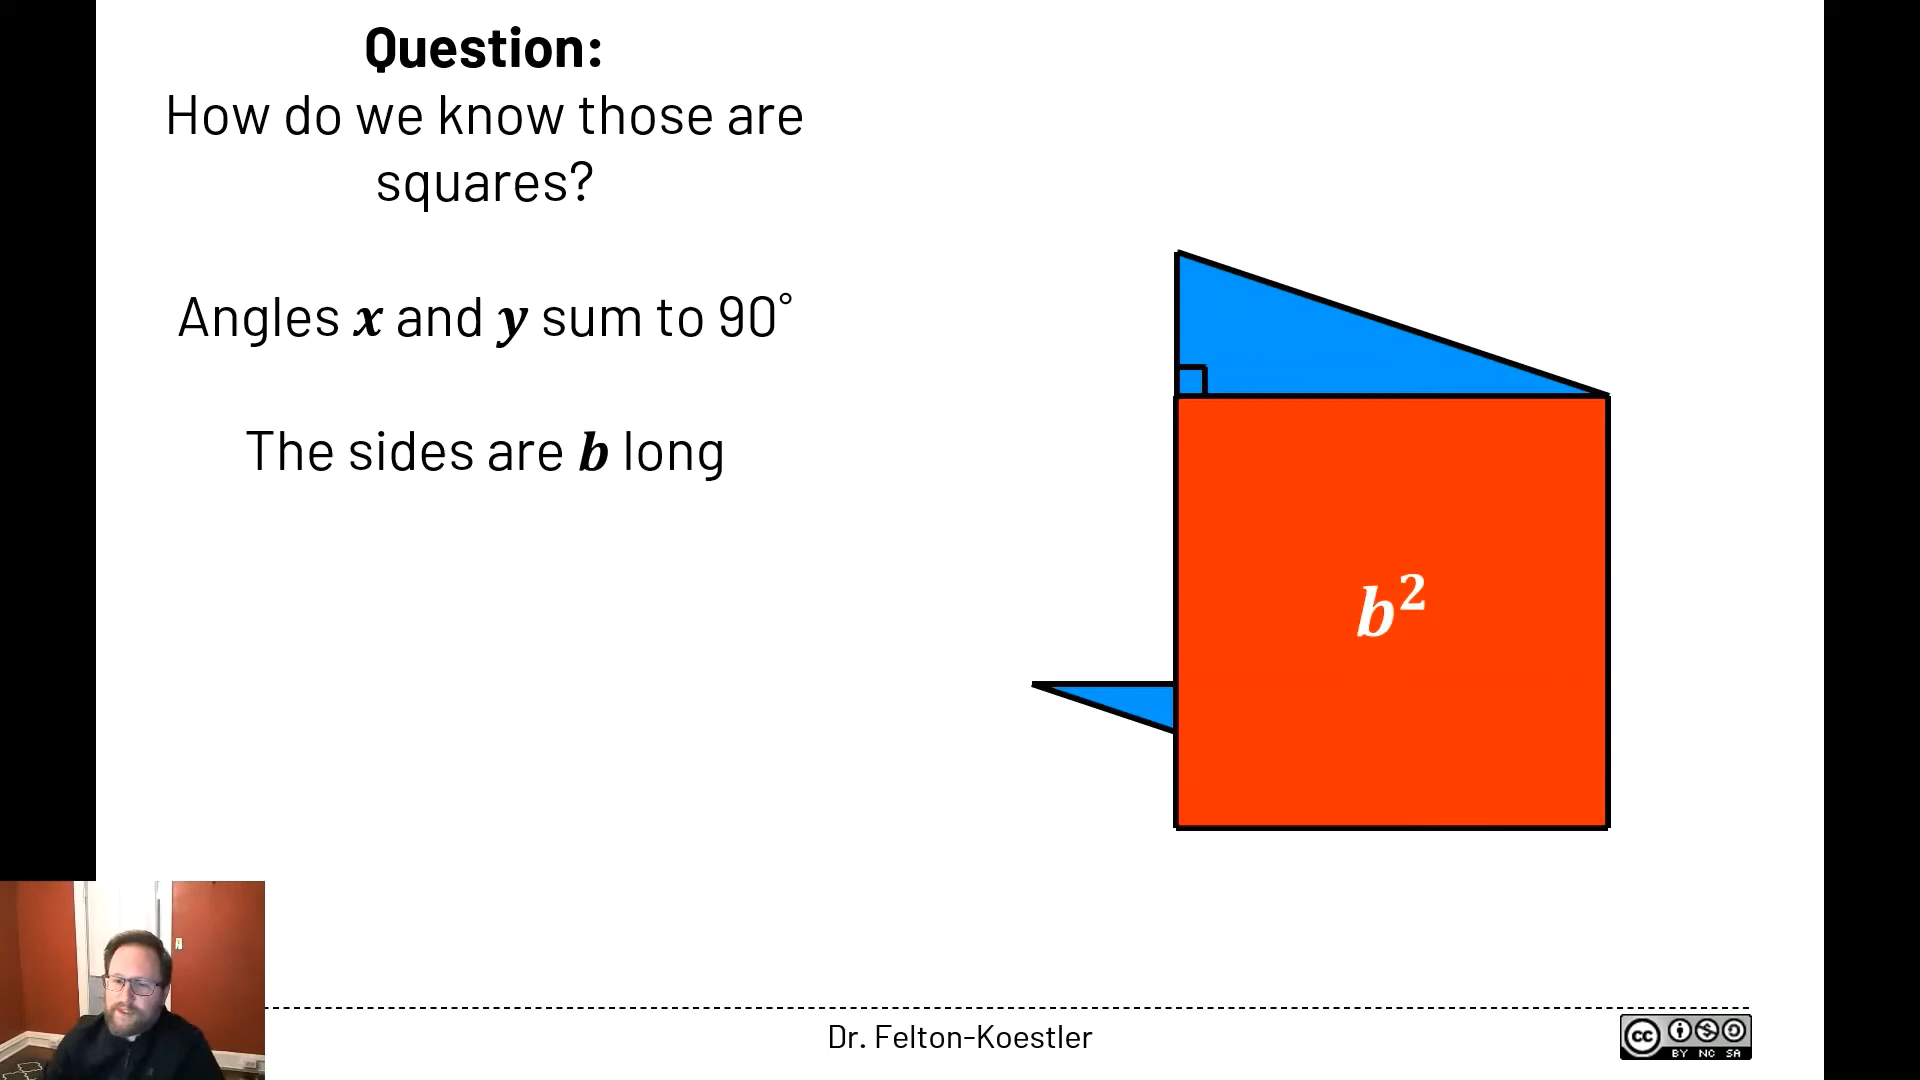 Question:
How do we know those are
squares?
Angles x and y sum to 90°
The sides are b long
b²
Dr. Felton-Koestler
cc
BY NC SA